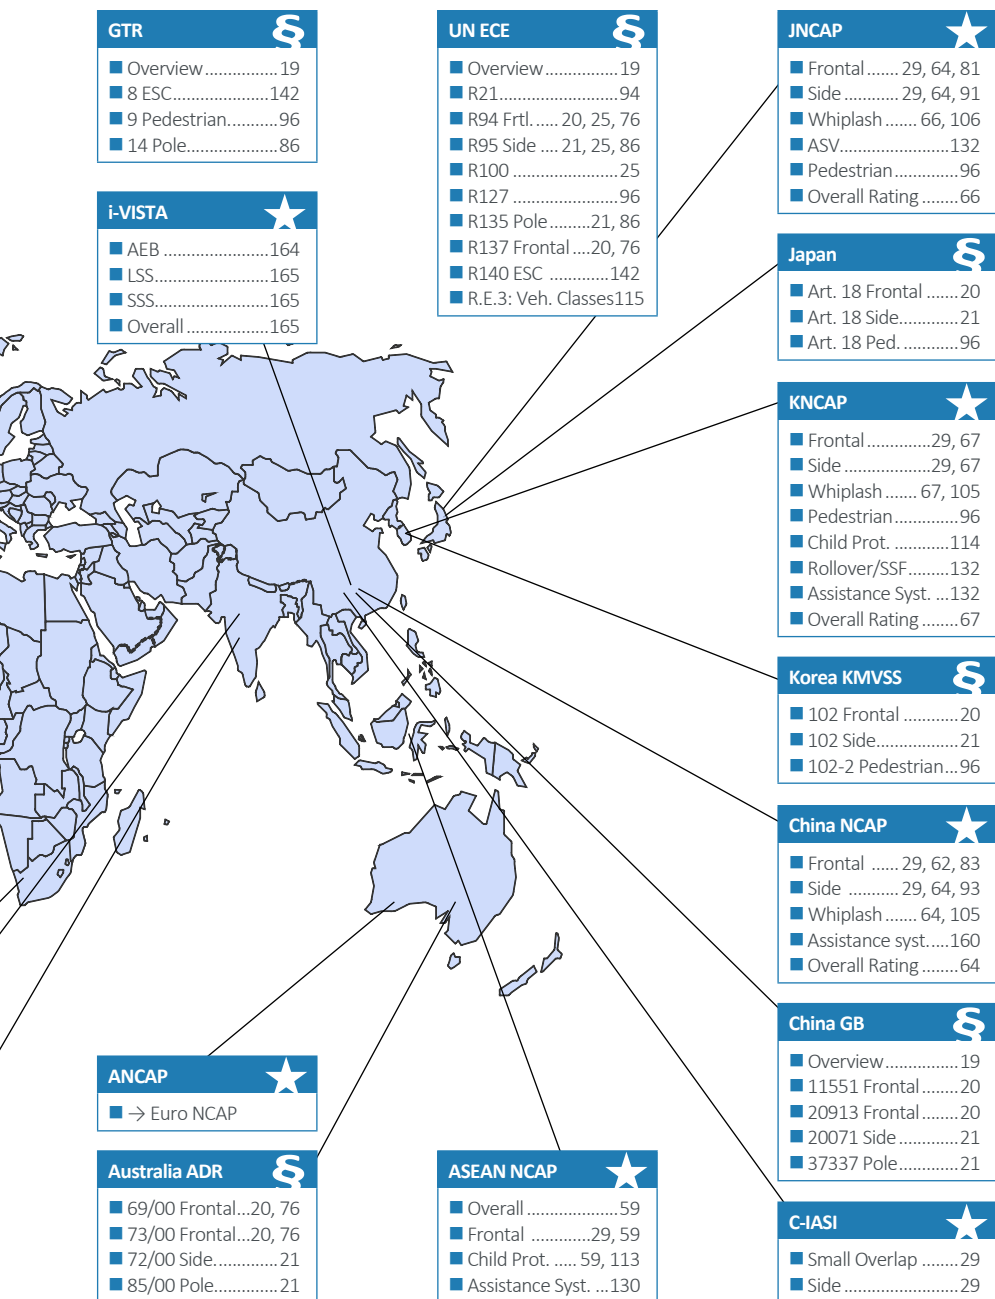 GTR §
Overview................19
8 ESC.....................142
9 Pedestrian...........96
14 Pole....................86
i-VISTA
AEB .......................164
LSS.........................165
SSS.........................165
Overall ..................165
UN ECE §
Overview................19
R21.........................94
R94 Frtl. .... 20, 25, 76
R95 Side .... 21, 25, 86
R100 .......................25
R127 .......................96
R135 Pole.........21, 86
R137 Frontal....20, 76
R140 ESC .............142
R.E.3: Veh. Classes115
JNCAP
Frontal....... 29, 64, 81
Side ........... 29, 64, 91
Whiplash ....... 66, 106
ASV.......................132
Pedestrian..............96
Overall Rating ........66
Japan §
Art. 18 Frontal .......20
Art. 18 Side............21
Art. 18 Ped. ............96
KNCAP
Frontal..............29, 67
Side ...................29, 67
Whiplash ....... 67, 105
Pedestrian..............96
Child Prot. ............114
Rollover/SSF.........132
Assistance Syst. ...132
Overall Rating ........67
Korea KMVSS §
102 Frontal ............20
102 Side..................21
102-2 Pedestrian...96
China NCAP
Frontal ...... 29, 62, 83
Side ........... 29, 64, 93
Whiplash ....... 64, 105
Assistance syst.....160
Overall Rating ........64
China GB §
Overview................19
11551 Frontal........20
20913 Frontal........20
20071 Side .............21
37337 Pole.............21
C-IASI
Small Overlap ........29
Side .........................29
ANCAP
→ Euro NCAP
Australia ADR §
69/00 Frontal...20, 76
73/00 Frontal...20, 76
72/00 Side..............21
85/00 Pole..............21
ASEAN NCAP
Overall ....................59
Frontal .............29, 59
Child Prot. ..... 59, 113
Assistance Syst. ...130